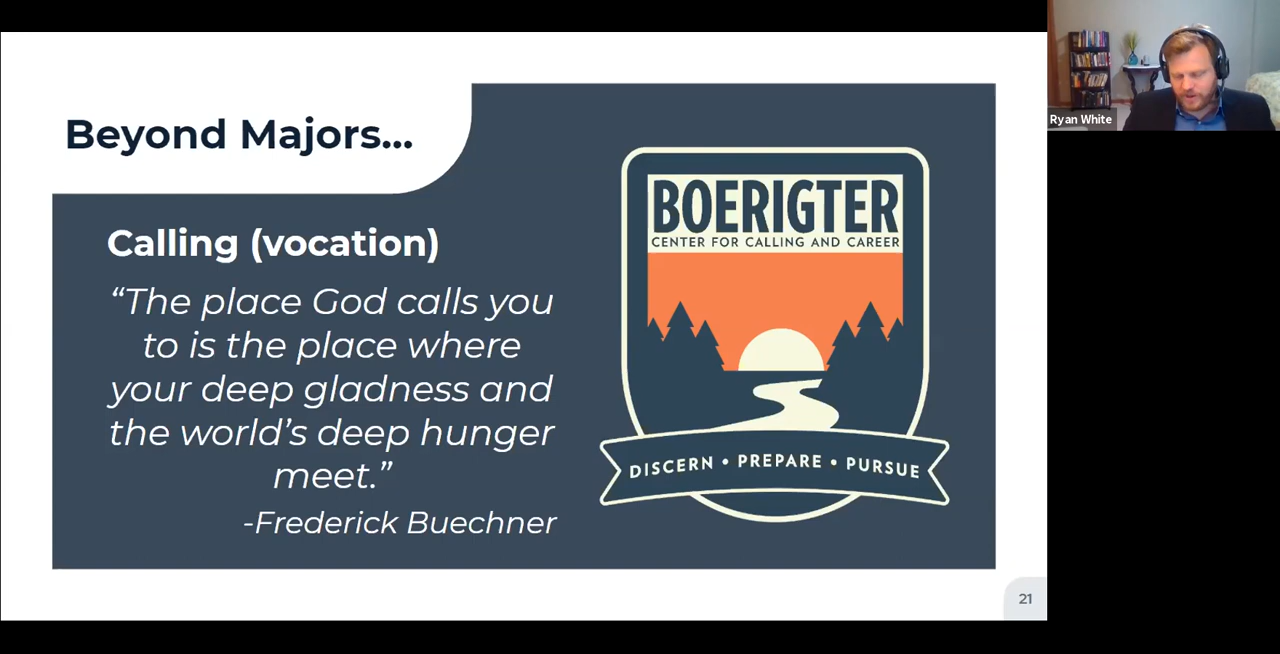 Beyond Majors...
Calling (vocation)
“The place God calls you
to is the place where
your deep gladness and
the world’s deep hunger
meet.”
-Frederick Buechner
BOERIGTER
CENTER FOR CALLING AND CAREER
DISCERN • PREPARE • PURSUE
21
Ryan White